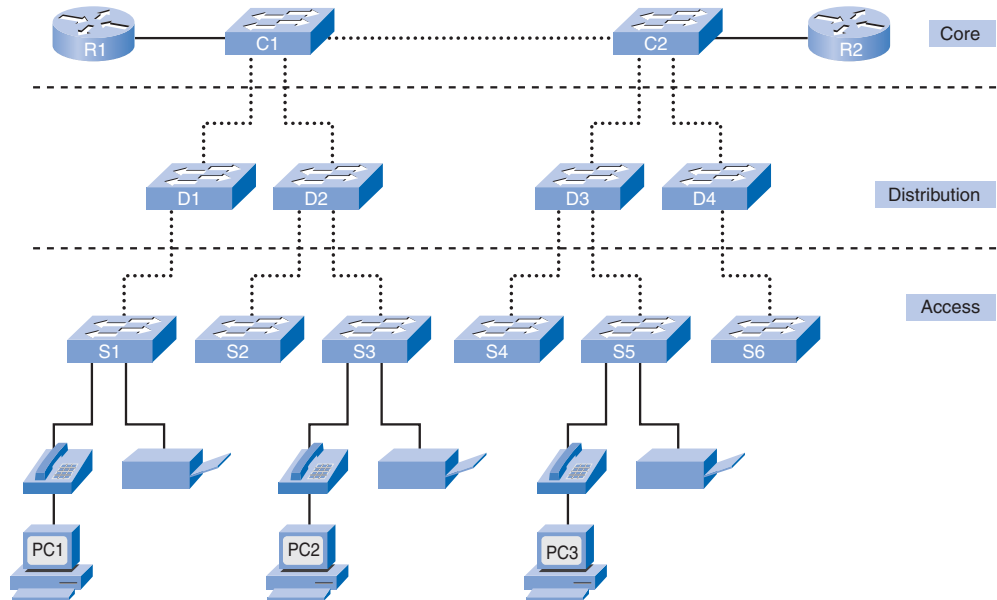 R1
C1
C2
R2
Core
D1
D2
D3
D4
Distribution
Access
S1
S2
S3
S4
S5
S6
PC1
PC2
PC3